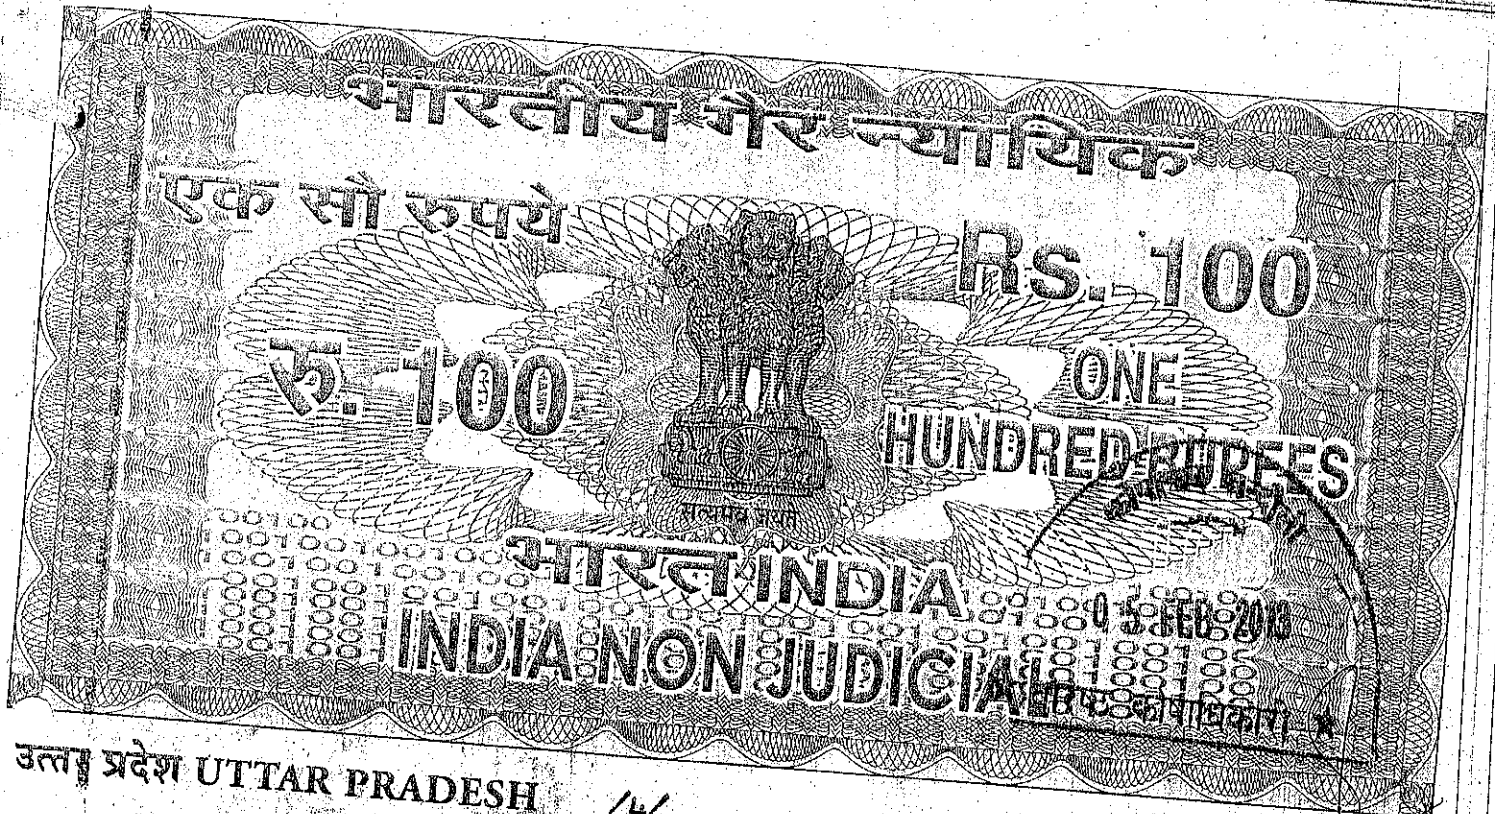 भारतीय गैर न्यायिक
एक सौ रुपये
Rs. 100
रु. 100
ONE
HUNDRED RUPEES
सत्यमेव जयते
भारत INDIA
05 FEB 2013
INDIA NON JUDICIAL
कोषाधिकारी
उत्तर प्रदेश UTTAR PRADESH